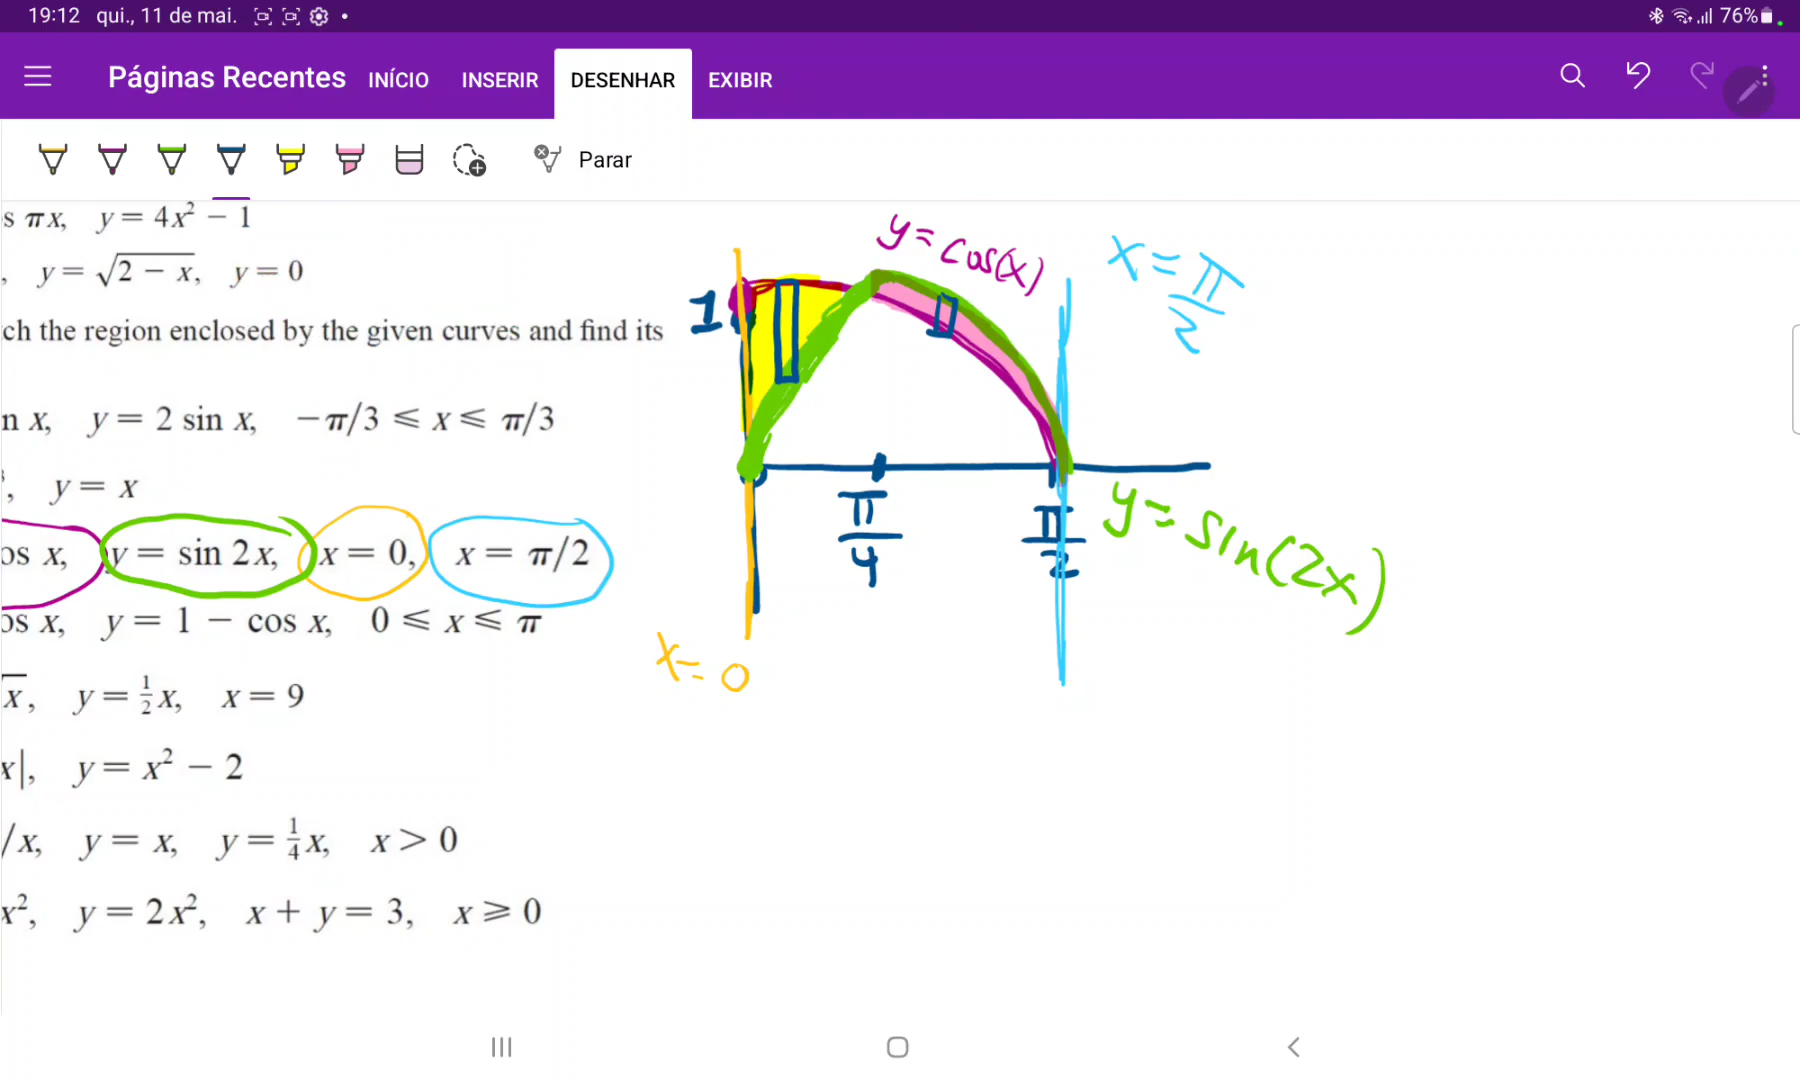 19:12 qui., 11 de mai. 76%
Páginas Recentes INÍCIO INSERIR DESENHAR EXIBIR
Parar
s πx, y = 4x² − 1
, y = √2 − x, y = 0
ch the region enclosed by the given curves and find its
n x, y = 2 sin x, −π/3 ⩽ x ⩽ π/3
, y = x
os x, y = sin 2x, x = 0, x = π/2
os x, y = 1 − cos x, 0 ⩽ x ⩽ π
x, y = ½x, x = 9
x|, y = x² − 2
/x, y = x, y = ¼x, x > 0
x², y = 2x², x + y = 3, x ⩾ 0
y = cos(x)
x = π/2
1
π/4
π/2
y = sin(2x)
x = 0